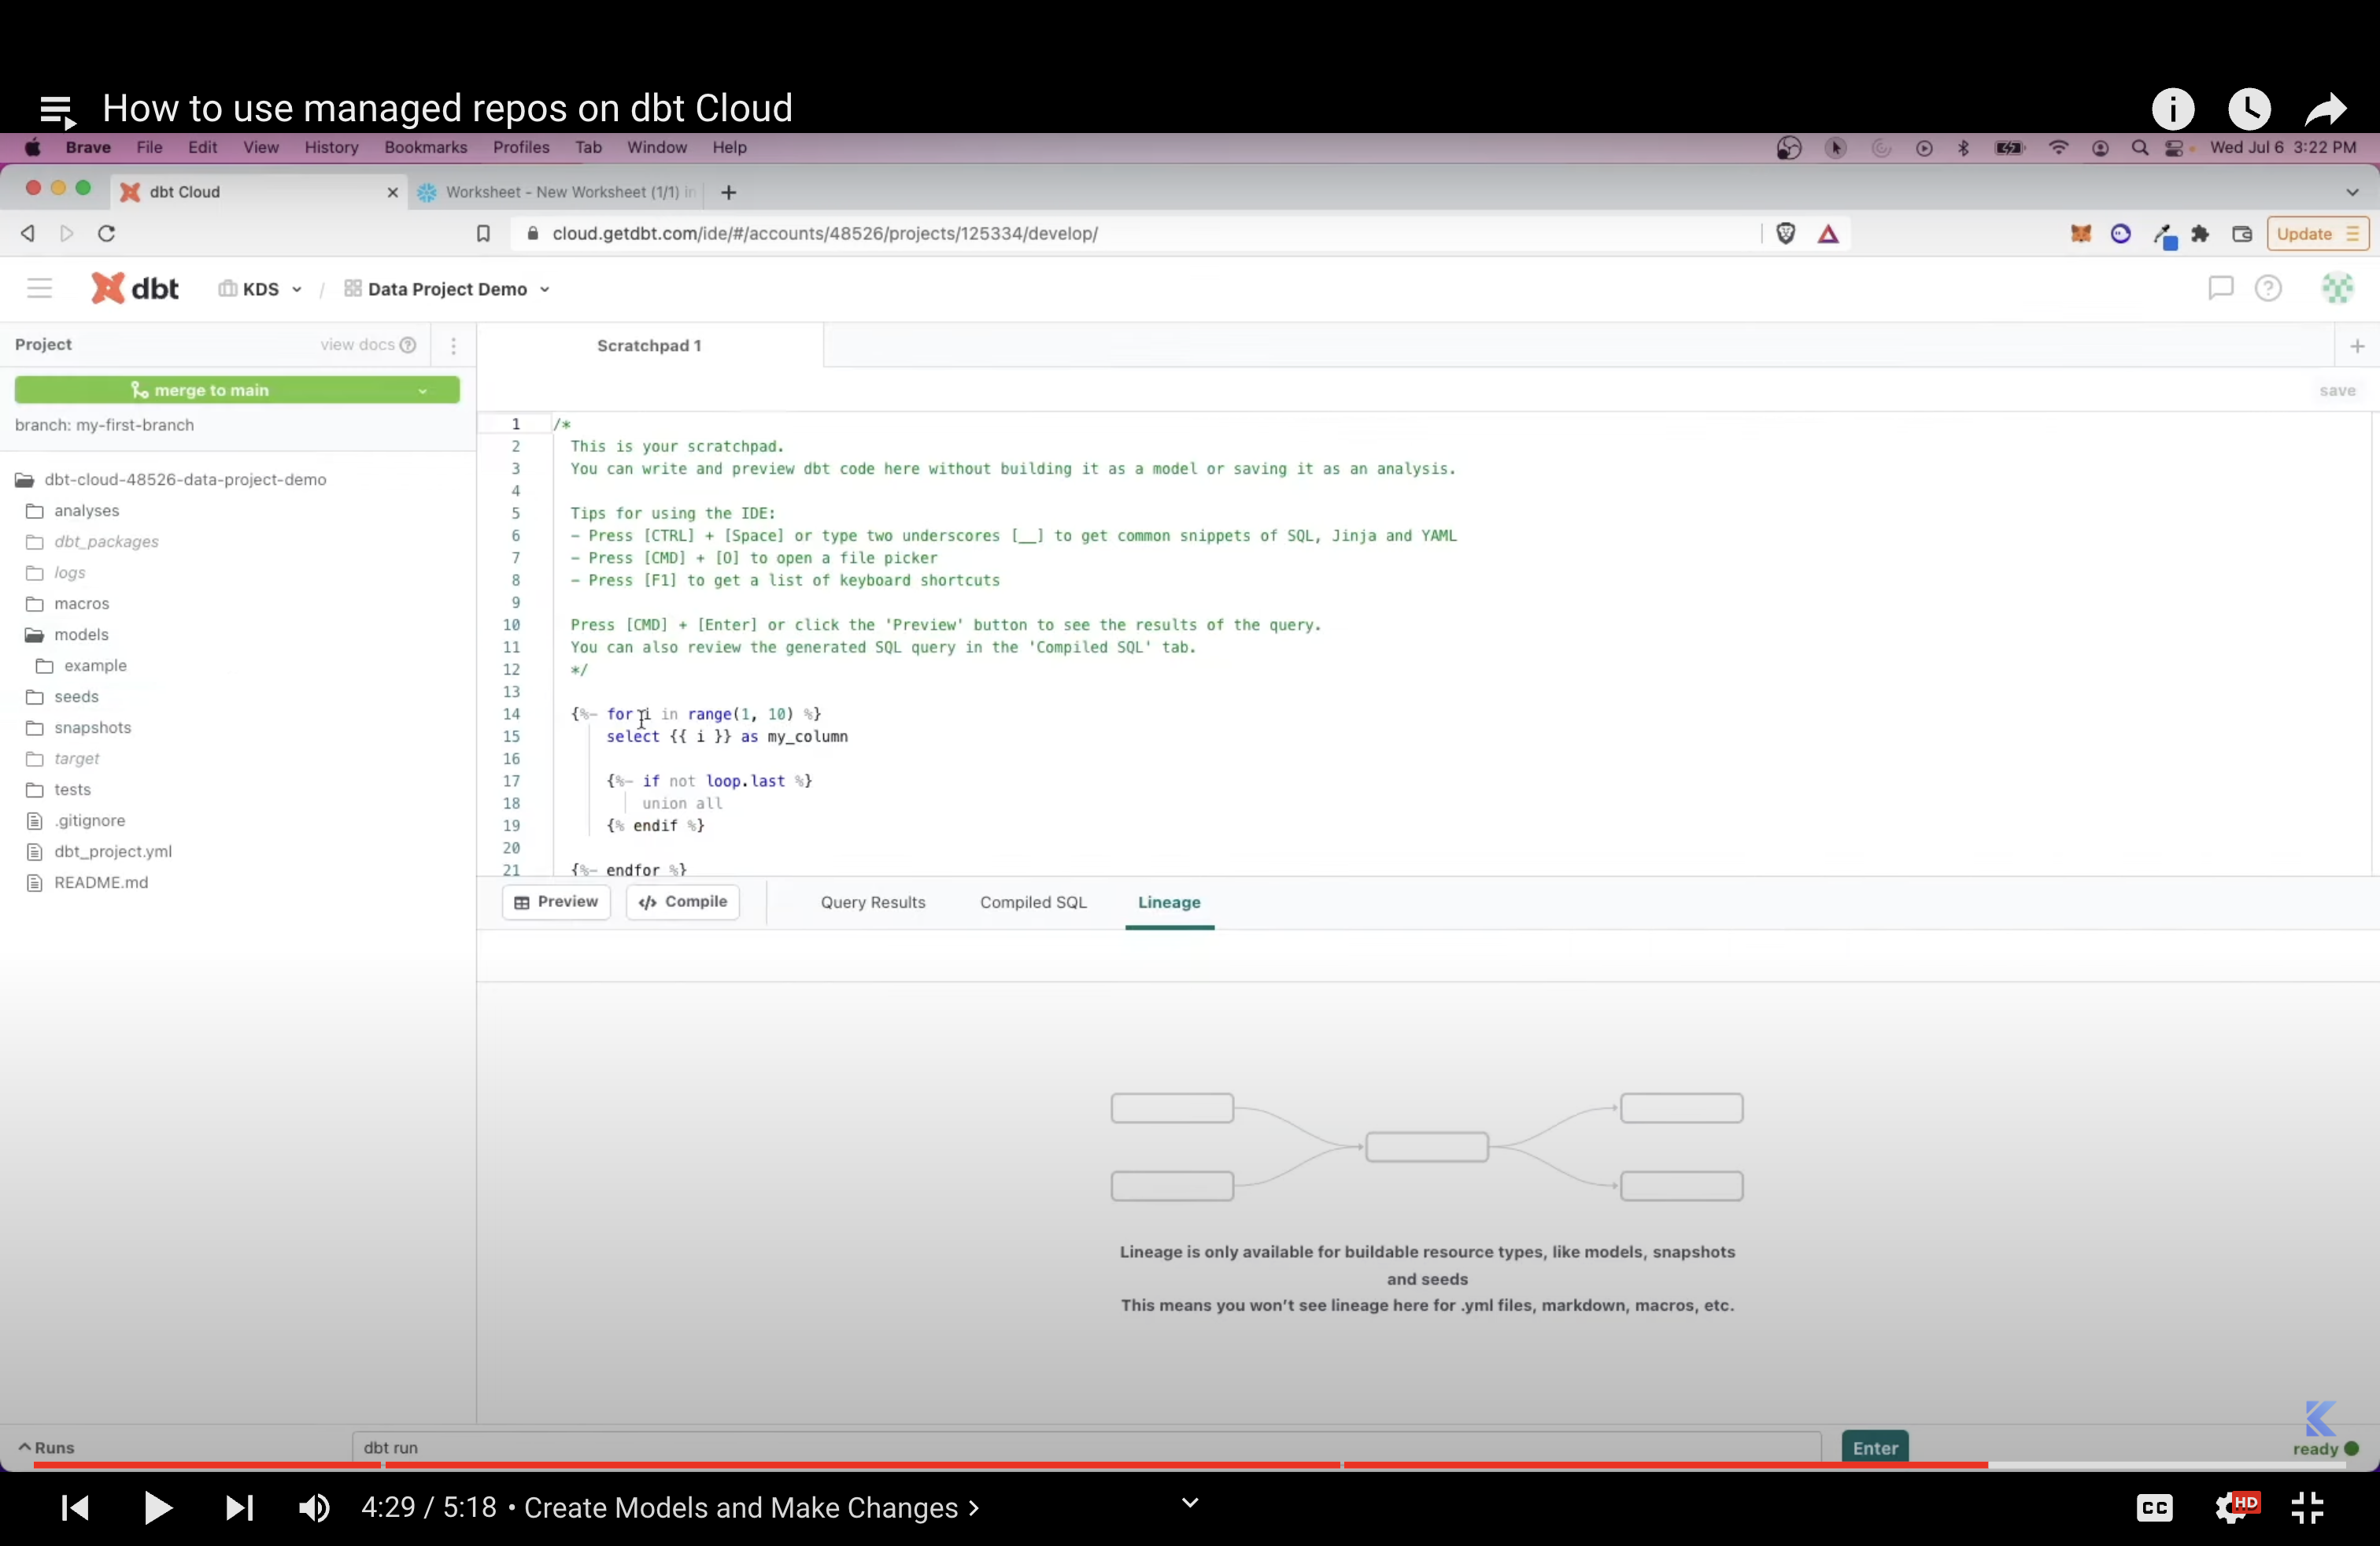 How to use managed repos on dbt Cloud
Brave File Edit View History Bookmarks Profiles Tab Window Help
Wed Jul 6 3:22 PM
dbt Cloud
Worksheet - New Worksheet (1/1) in
cloud.getdbt.com/ide/#/accounts/48526/projects/125334/develop/
Update
dbt
KDS / Data Project Demo
Project
view docs
merge to main
branch: my-first-branch
dbt-cloud-48526-data-project-demo
analyses
dbt_packages
logs
macros
models
example
seeds
snapshots
target
tests
.gitignore
dbt_project.yml
README.md
Scratchpad 1
save
1 /*
2 This is your scratchpad.
3 You can write and preview dbt code here without building it as a model or saving it as an analysis.
4
5 Tips for using the IDE:
6 - Press [CTRL] + [Space] or type two underscores [__] to get common snippets of SQL, Jinja and YAML
7 - Press [CMD] + [O] to open a file picker
8 - Press [F1] to get a list of keyboard shortcuts
9
10 Press [CMD] + [Enter] or click the 'Preview' button to see the results of the query.
11 You can also review the generated SQL query in the 'Compiled SQL' tab.
12 */
13
14 {%- for i in range(1, 10) %}
15 select {{ i }} as my_column
16
17 {%- if not loop.last %}
18 union all
19 {% endif %}
20
21 {%- endfor %}
Preview
</> Compile
Query Results
Compiled SQL
Lineage
Lineage is only available for buildable resource types, like models, snapshots
and seeds
This means you won't see lineage here for .yml files, markdown, macros, etc.
Runs
dbt run
Enter
ready
4:29 / 5:18 • Create Models and Make Changes
CC
HD